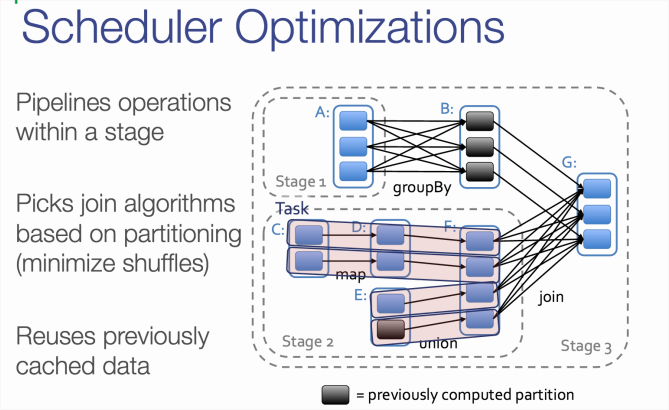 Scheduler Optimizations
Pipelines operations
within a stage
Picks join algorithms
based on partitioning
(minimize shuffles)
Reuses previously
cached data
A:
B:
G:
Stage 1
groupBy
Task
C:
D:
F:
map
E:
join
Stage 2
union
Stage 3
= previously computed partition